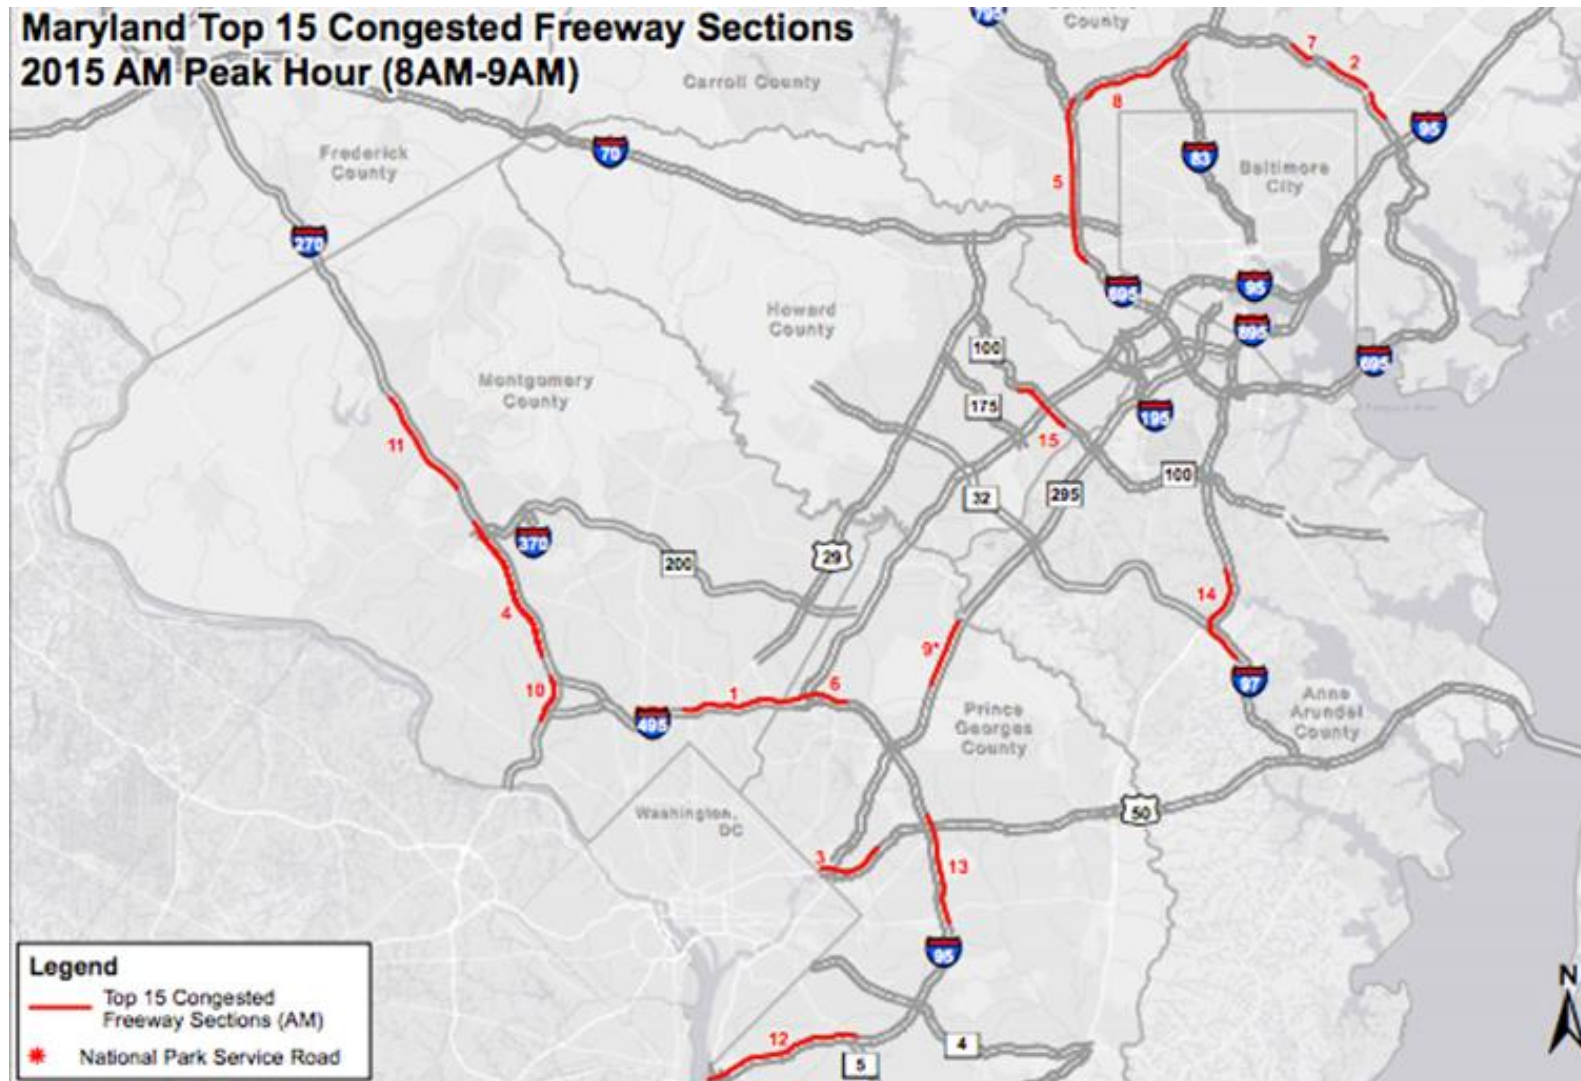 Maryland Top 15 Congested Freeway Sections
2015 AM Peak Hour (8AM-9AM)
795
County
Carroll County
7
2
8
95
70
83
Frederick
County
Baltimore
City
5
270
695
95
Howard
County
895
100
695
Montgomery
County
175
195
11
15
100
32
295
370
29
200
4
14
9*
10
1
6
97
495
Prince
Georges
County
Anne
Arundel
County
50
Washington,
DC
3
13
95
Legend
Top 15 Congested
Freeway Sections (AM)
National Park Service Road
N
12
4
5